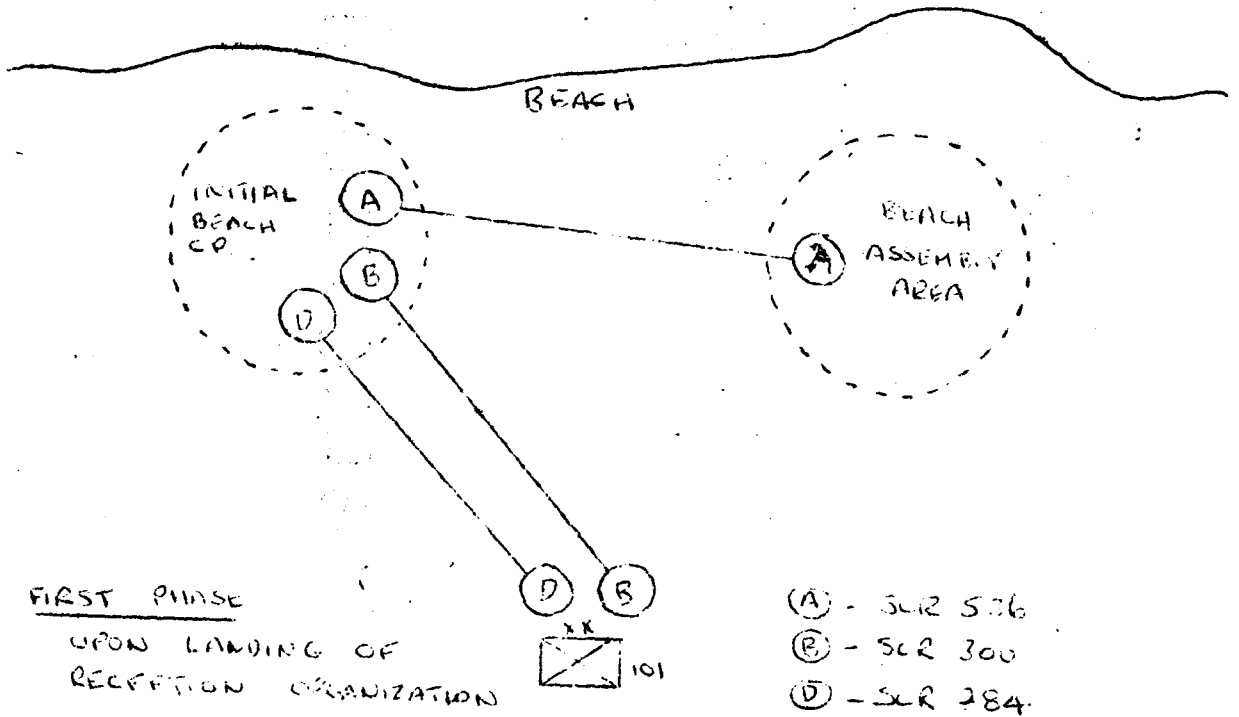 BEACH
INITIAL
BEACH
CP
A
B
D
A
BEACH
ASSEMBLY
AREA
D
B
XX
101
FIRST PHASE
UPON LANDING OF
RECEPTION ORGANIZATION
A - SCR 536
B - SCR 300
D - SCR 284